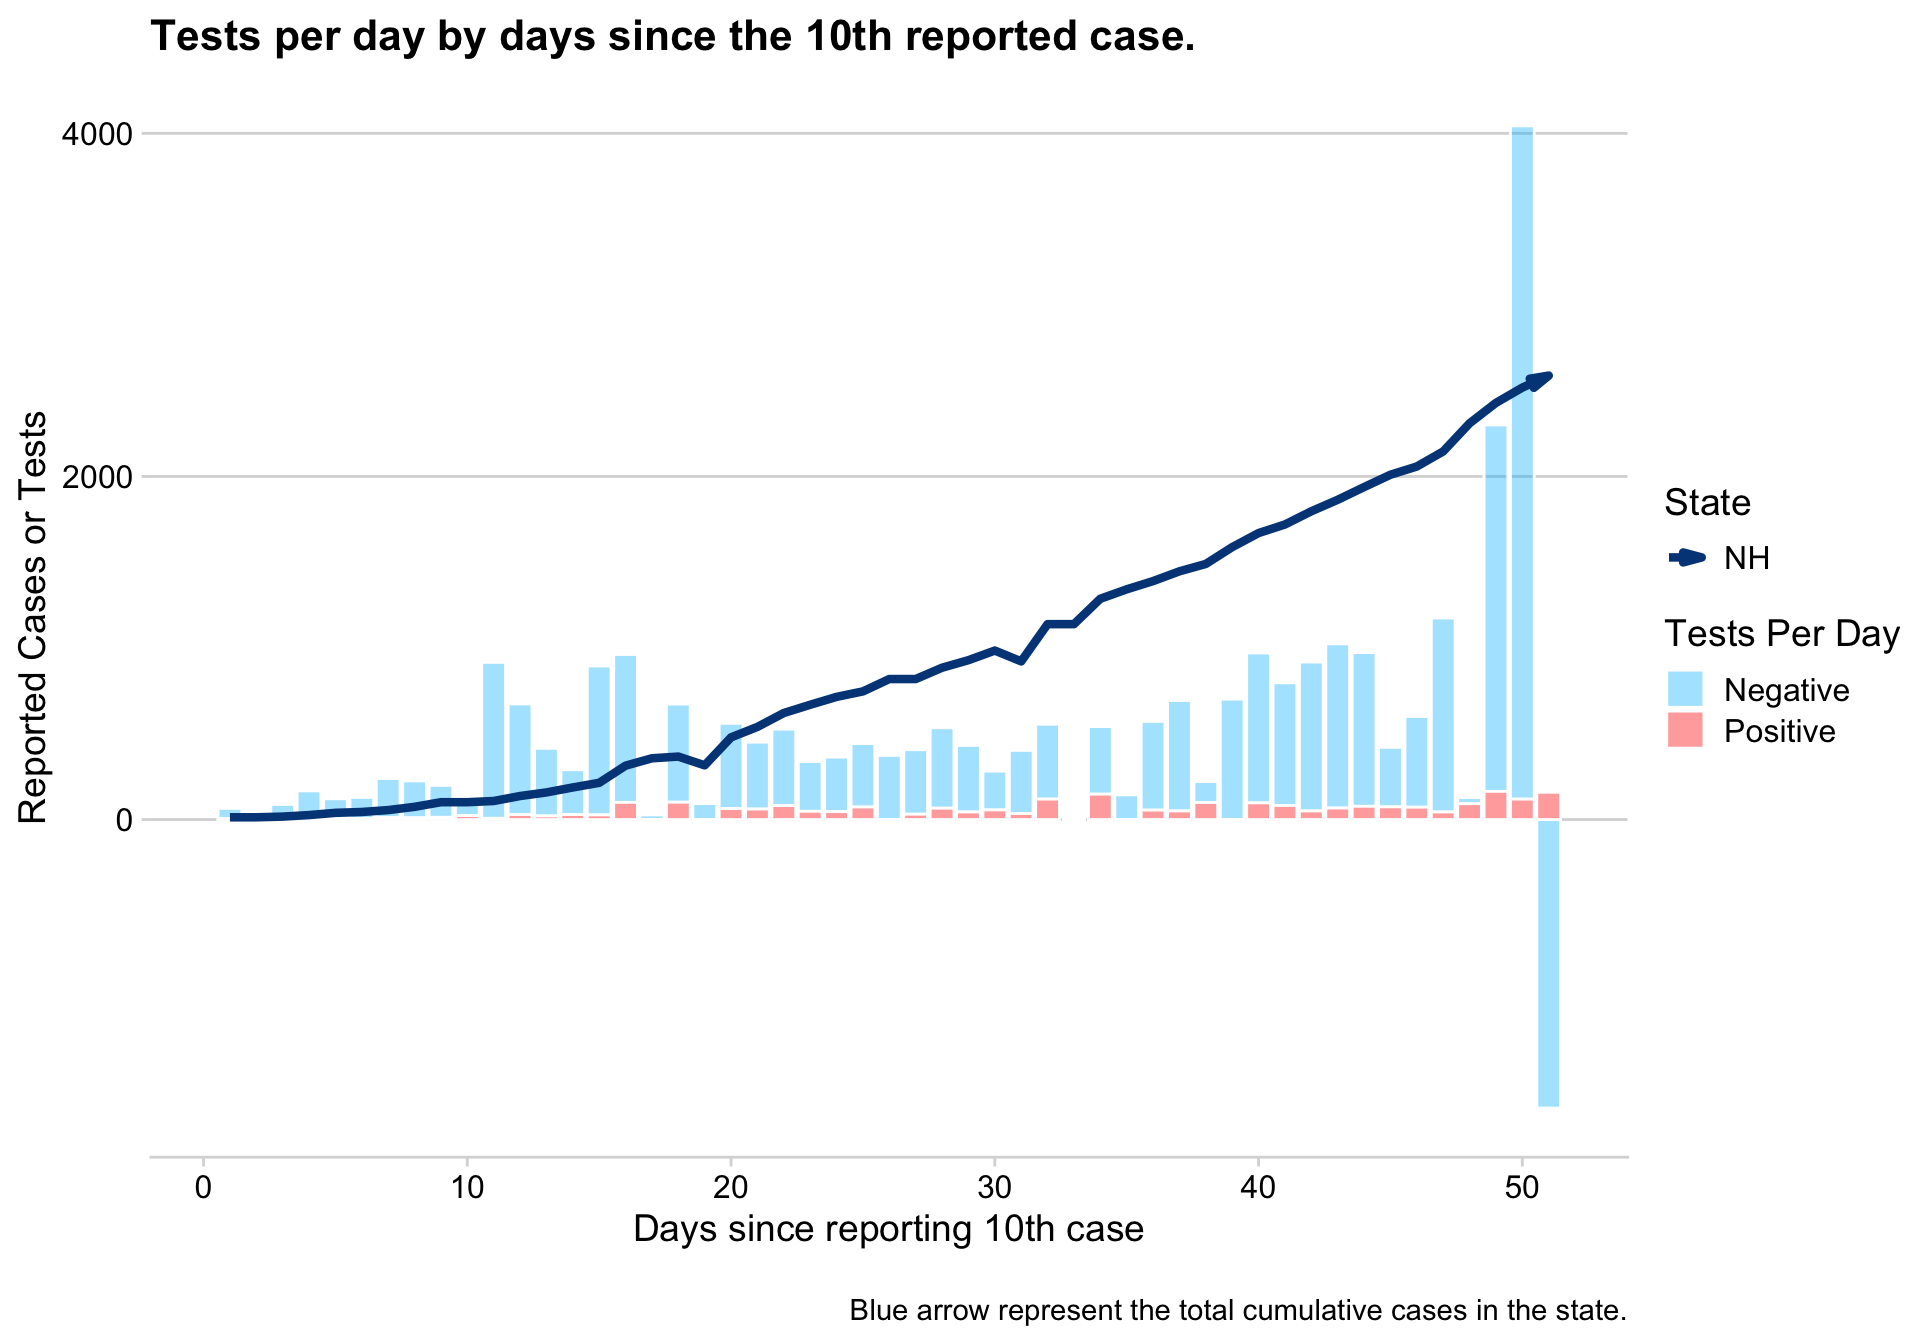 Tests per day by days since the 10th reported case.
4000
2000
0
Reported Cases or Tests
State
NH
Tests Per Day
Negative
Positive
0 10 20 30 40 50
Days since reporting 10th case
Blue arrow represent the total cumulative cases in the state.